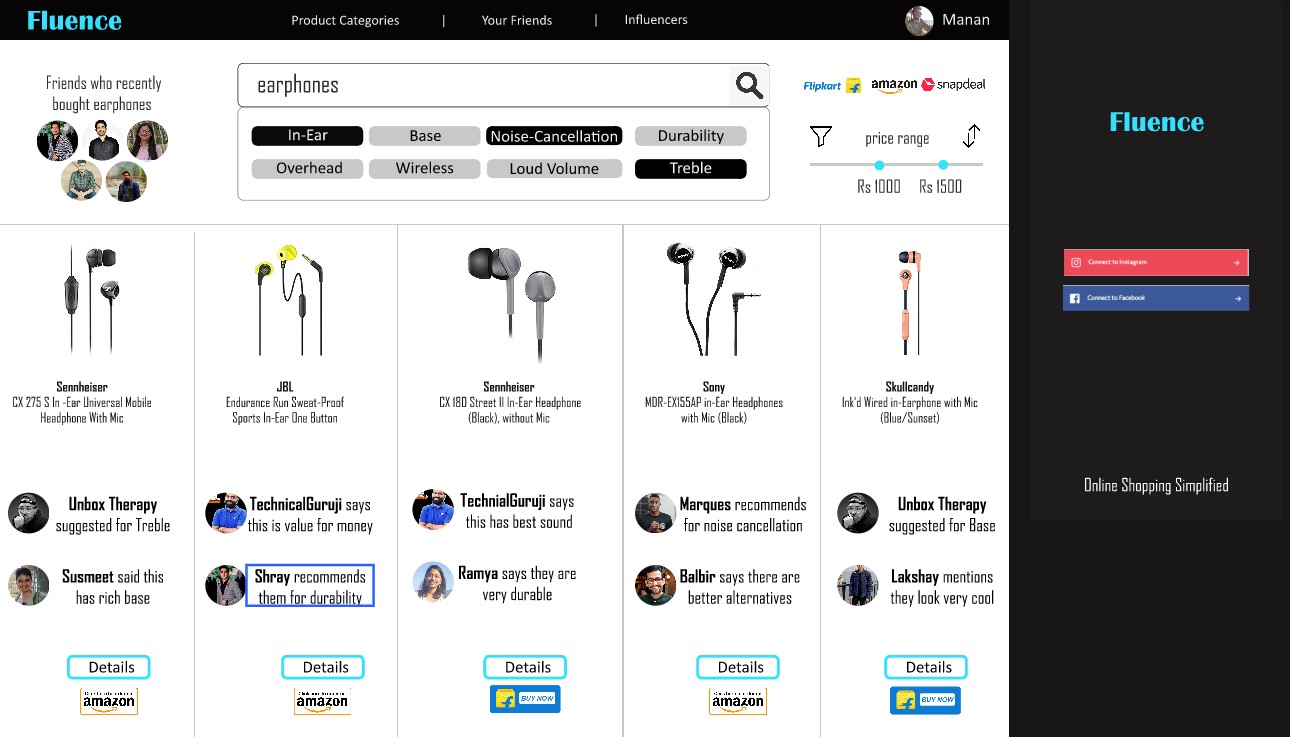 Fluence
Product Categories | Your Friends | Influencers
Manan
Friends who recently
bought earphones
earphones
In-Ear
Base
Noise-Cancellation
Durability
Overhead
Wireless
Loud Volume
Treble
Flipkart
amazon
snapdeal
price range
Rs 1000
Rs 1500
Sennheiser
CX 275 S In -Ear Universal Mobile
Headphone With Mic
Unbox Therapy
suggested for Treble
Susmeet said this
has rich base
Details
amazon
JBL
Endurance Run Sweat-Proof
Sports In-Ear One Button
TechnicalGuruji says
this is value for money
Shray recommends
them for durability
Details
amazon
Sennheiser
CX 180 Street II In-Ear Headphone
(Black), without Mic
TechnialGuruji says
this has best sound
Ramya says they are
very durable
Details
BUY NOW
Sony
MDR-EX155AP in-Ear Headphones
with Mic (Black)
Marques recommends
for noise cancellation
Balbir says there are
better alternatives
Details
amazon
Skullcandy
Ink'd Wired in-Earphone with Mic
(Blue/Sunset)
Unbox Therapy
suggested for Base
Lakshay mentions
they look very cool
Details
BUY NOW
Fluence
Connect to Instagram
Connect to Facebook
Online Shopping Simplified